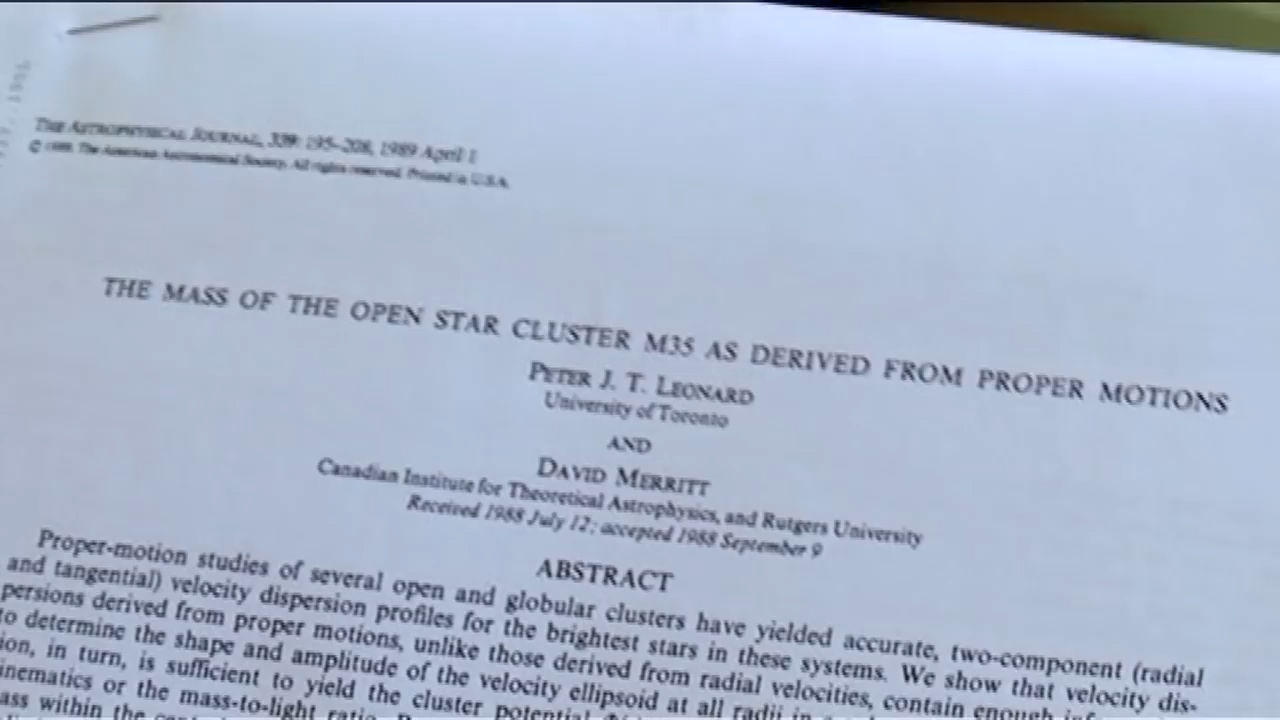 THE ASTROPHYSICAL JOURNAL, 339: 195–208, 1989 April 1
© 1989. The American Astronomical Society. All rights reserved. Printed in U.S.A.
THE MASS OF THE OPEN STAR CLUSTER M35 AS DERIVED FROM PROPER MOTIONS
PETER J. T. LEONARD
University of Toronto
AND
DAVID MERRITT
Canadian Institute for Theoretical Astrophysics, and Rutgers University
Received 1988 July 12; accepted 1988 September 9
ABSTRACT
Proper-motion studies of several open and globular clusters have yielded accurate, two-component (radial
and tangential) velocity dispersion profiles for the brightest stars in these systems. We show that velocity dis-
persions derived from proper motions, unlike those derived from radial velocities, contain enough
to determine the shape and amplitude of the velocity ellipsoid at all radii in
ion, in turn, is sufficient to yield the cluster potential
inematics or the mass-to-light ratio.
ass within the